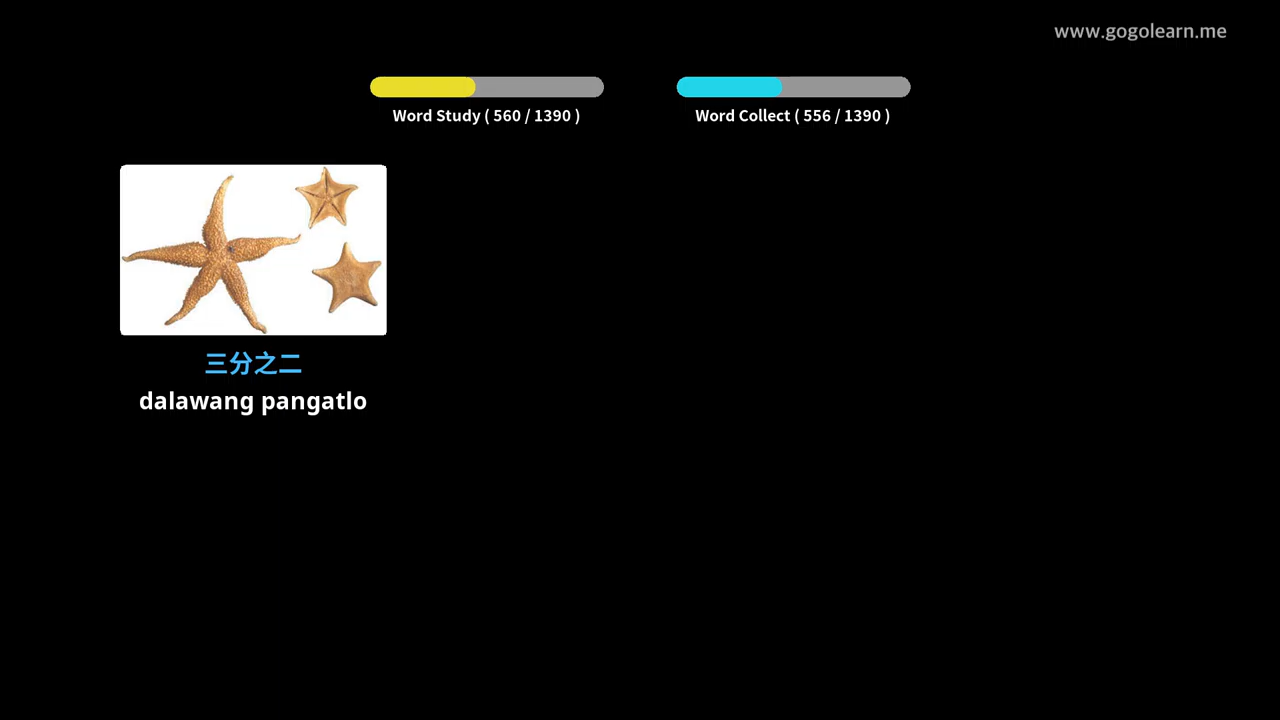 www.gogolearn.me
Word Study ( 560 / 1390 )
Word Collect ( 556 / 1390 )
三分之二
dalawang pangatlo